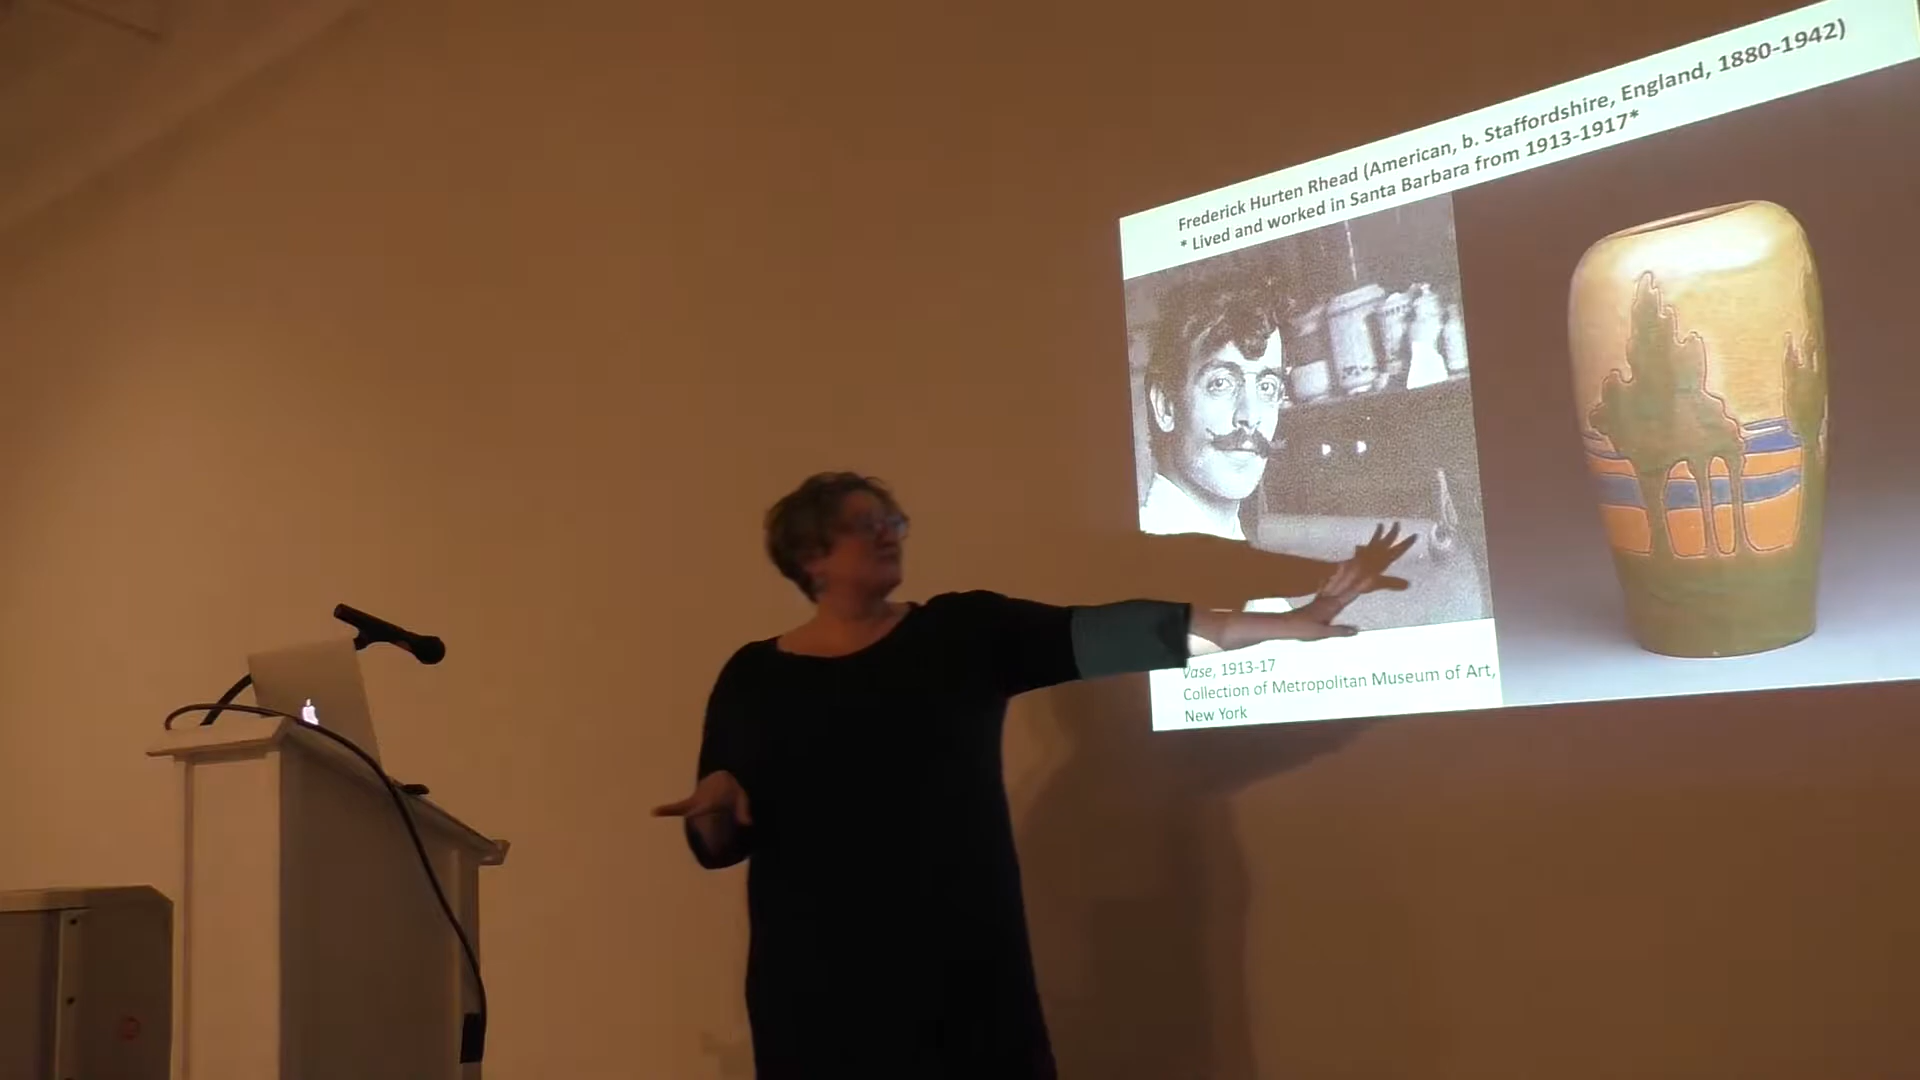 Frederick Hurten Rhead (American, b. Staffordshire, England, 1880-1942)
* Lived and worked in Santa Barbara from 1913-1917*
Vase, 1913-17
Collection of Metropolitan Museum of Art,
New York